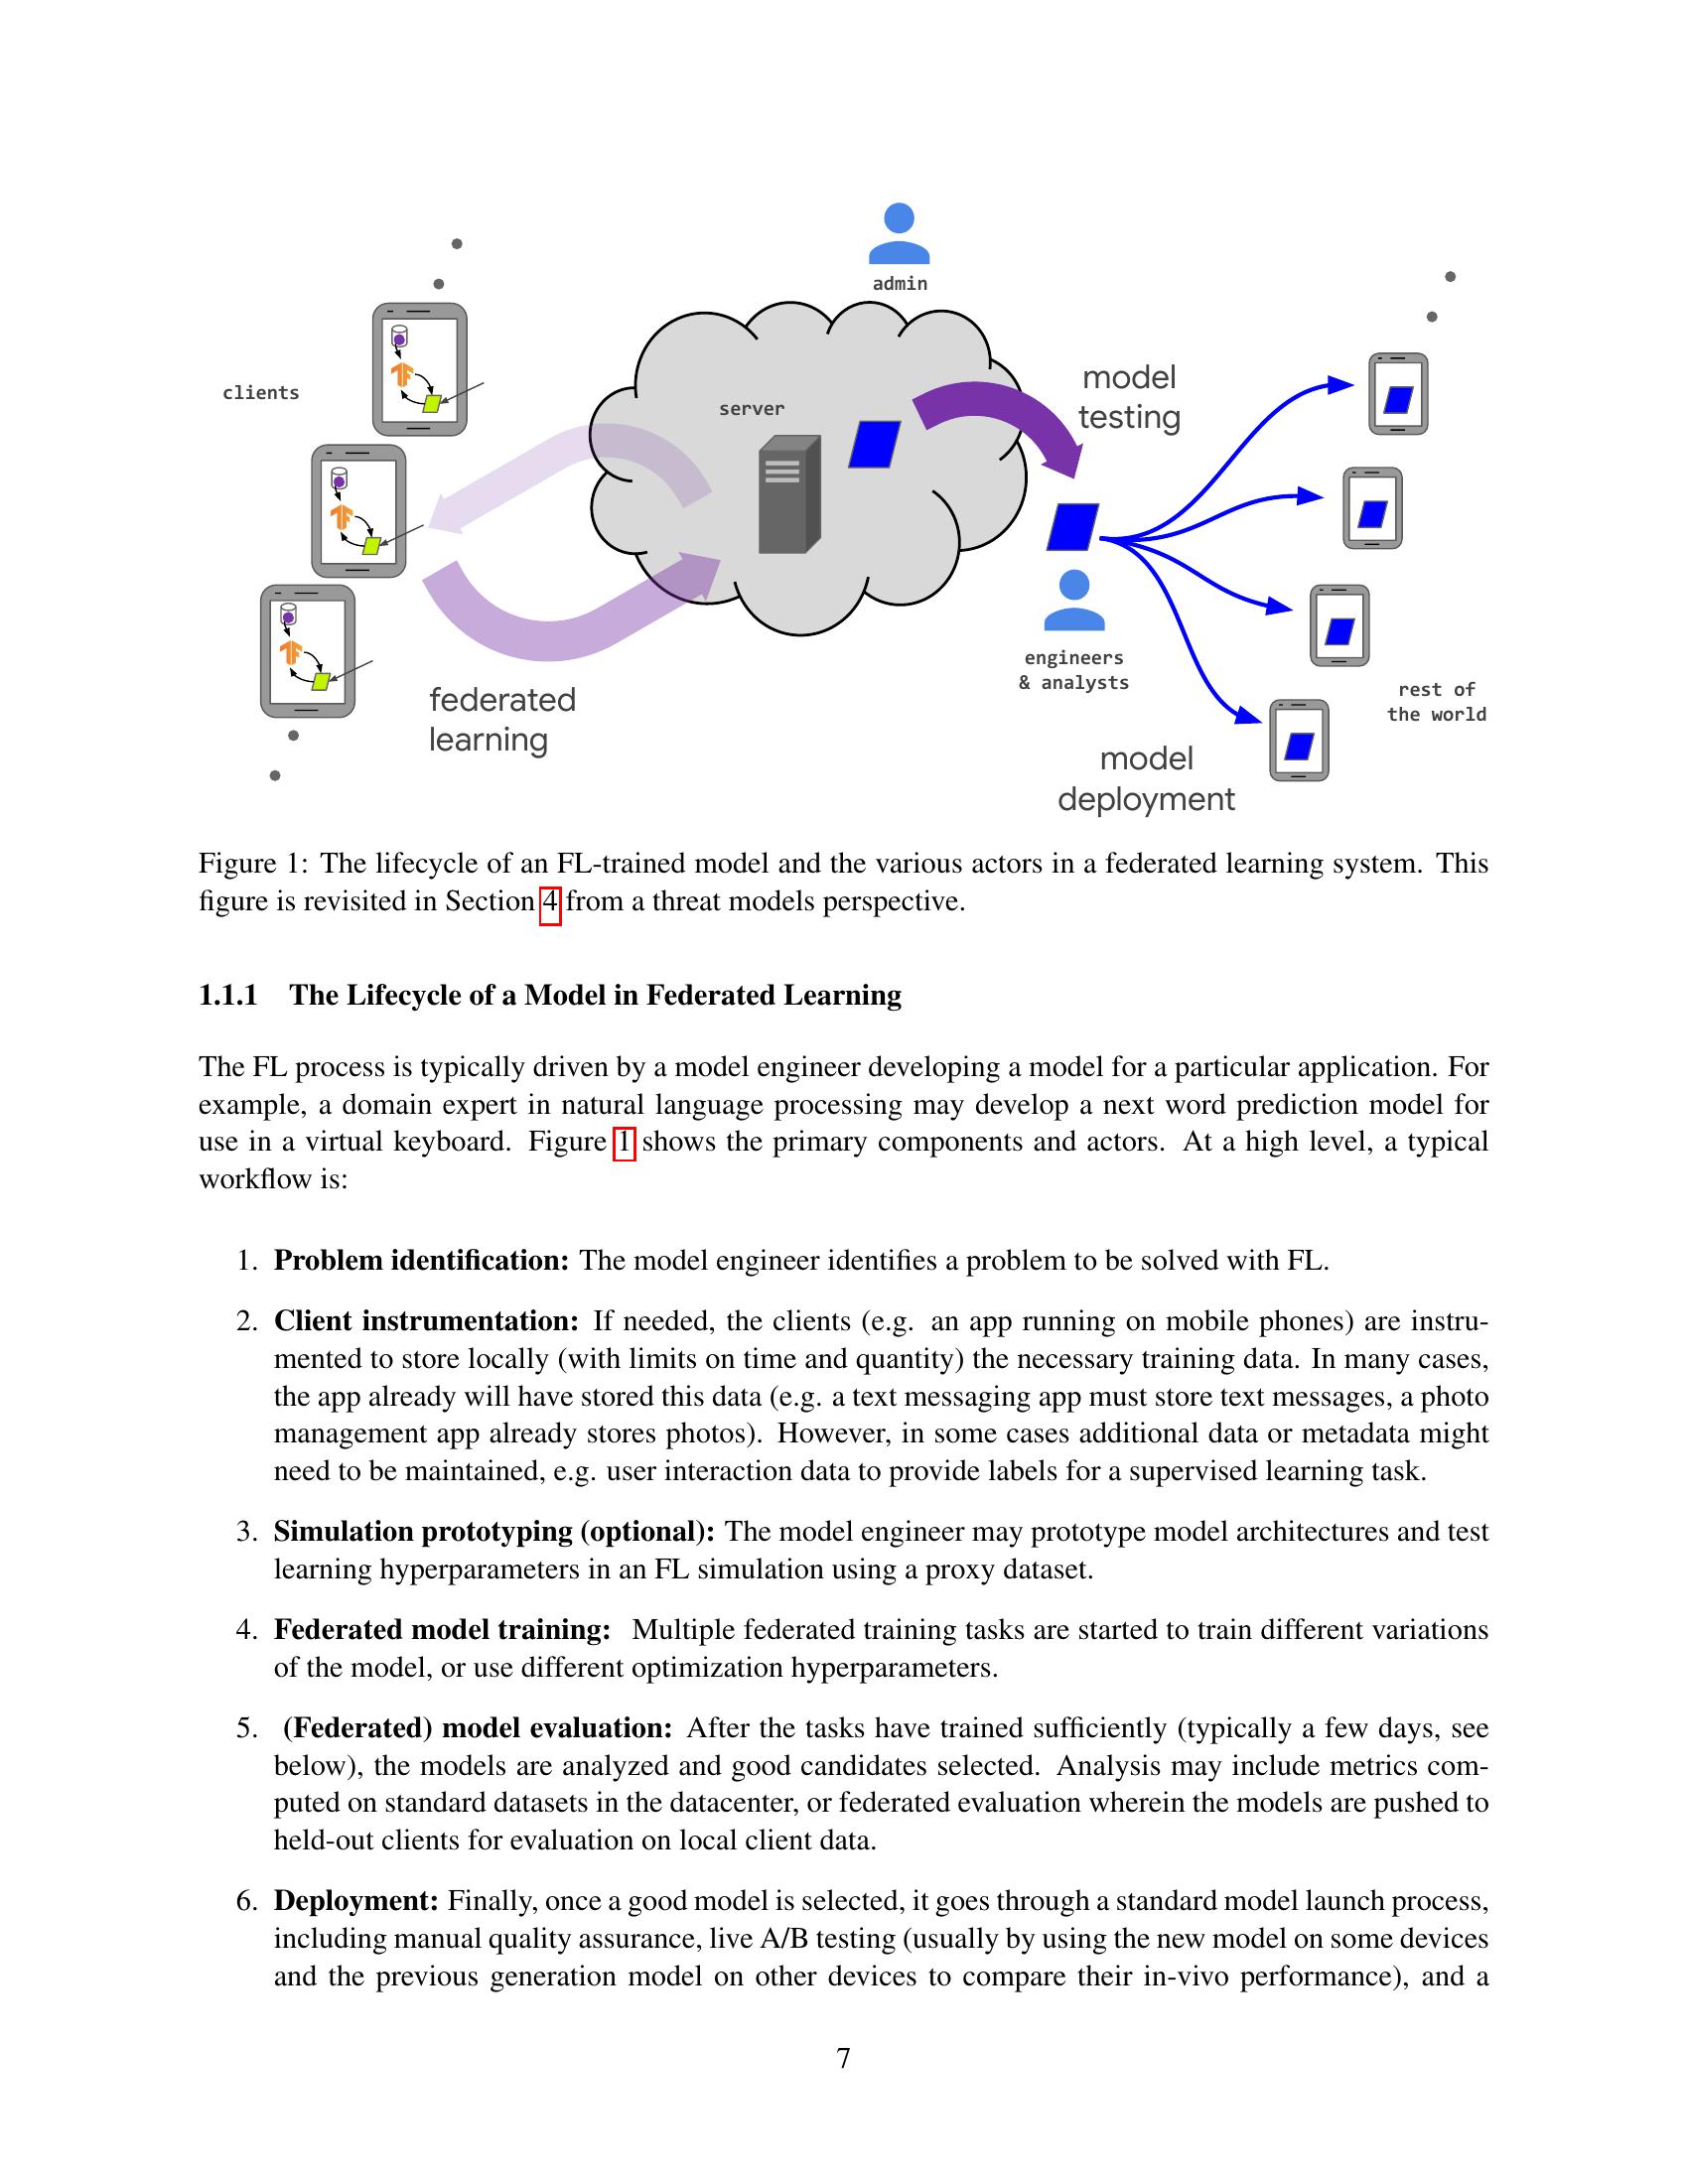 admin
clients
server
model
testing
engineers
& analysts
rest of
the world
federated
learning
model
deployment
Figure 1: The lifecycle of an FL-trained model and the various actors in a federated learning system. This
figure is revisited in Section 4 from a threat models perspective.
1.1.1 The Lifecycle of a Model in Federated Learning
The FL process is typically driven by a model engineer developing a model for a particular application. For
example, a domain expert in natural language processing may develop a next word prediction model for
use in a virtual keyboard. Figure 1 shows the primary components and actors. At a high level, a typical
workflow is:
1. Problem identification: The model engineer identifies a problem to be solved with FL.
2. Client instrumentation: If needed, the clients (e.g. an app running on mobile phones) are instru-
mented to store locally (with limits on time and quantity) the necessary training data. In many cases,
the app already will have stored this data (e.g. a text messaging app must store text messages, a photo
management app already stores photos). However, in some cases additional data or metadata might
need to be maintained, e.g. user interaction data to provide labels for a supervised learning task.
3. Simulation prototyping (optional): The model engineer may prototype model architectures and test
learning hyperparameters in an FL simulation using a proxy dataset.
4. Federated model training: Multiple federated training tasks are started to train different variations
of the model, or use different optimization hyperparameters.
5. (Federated) model evaluation: After the tasks have trained sufficiently (typically a few days, see
below), the models are analyzed and good candidates selected. Analysis may include metrics com-
puted on standard datasets in the datacenter, or federated evaluation wherein the models are pushed to
held-out clients for evaluation on local client data.
6. Deployment: Finally, once a good model is selected, it goes through a standard model launch process,
including manual quality assurance, live A/B testing (usually by using the new model on some devices
and the previous generation model on other devices to compare their in-vivo performance), and a
7